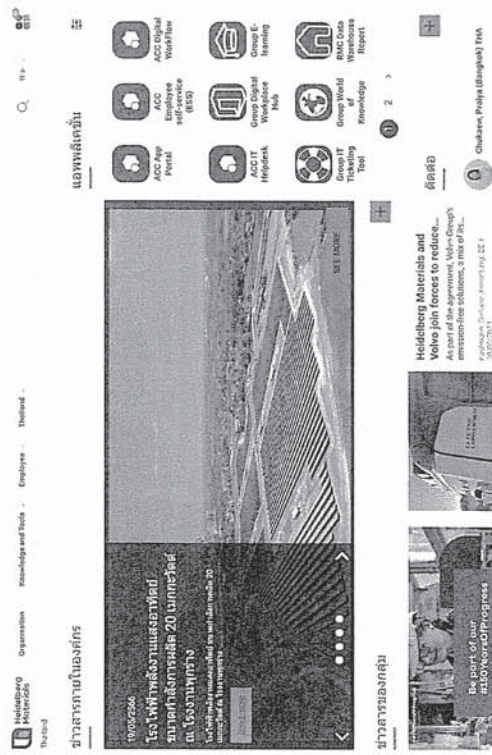 Heidelberg
Materials
Thailand
Organisation
Knowledge and Tools
Employee
Thailand
ข่าวสารภายในองค์กร
19/05/2566
โรงไฟฟ้าพลังงานแสงอาทิตย์
ขนาดกำลังการผลิต 20 เมกกะวัตต์
ณ โรงงานพุกร่าง
SEE MORE
แอพพลิเคชั่น
ACC App
Portal
ACC
Employee
self-service
(ESS)
ACC Digital
WorkFlow
ACC IT
Helpdesk
Group Digital
Workplace
Hub
Group E-
learning
Group IT
Ticketing
Tool
Group World
of
Knowledge
RMC Data
Warehouse
Report
1 2 >
ข่าวสารของกลุ่ม
Be part of our
#150YearsOfProgress
Heidelberg Materials and
Volvo join forces to reduce...
As part of the agreement, Volvo Group's
emission-free solutions, a mix of its...
ติดต่อ
Chukaew, Praiya (Bangkok) THA